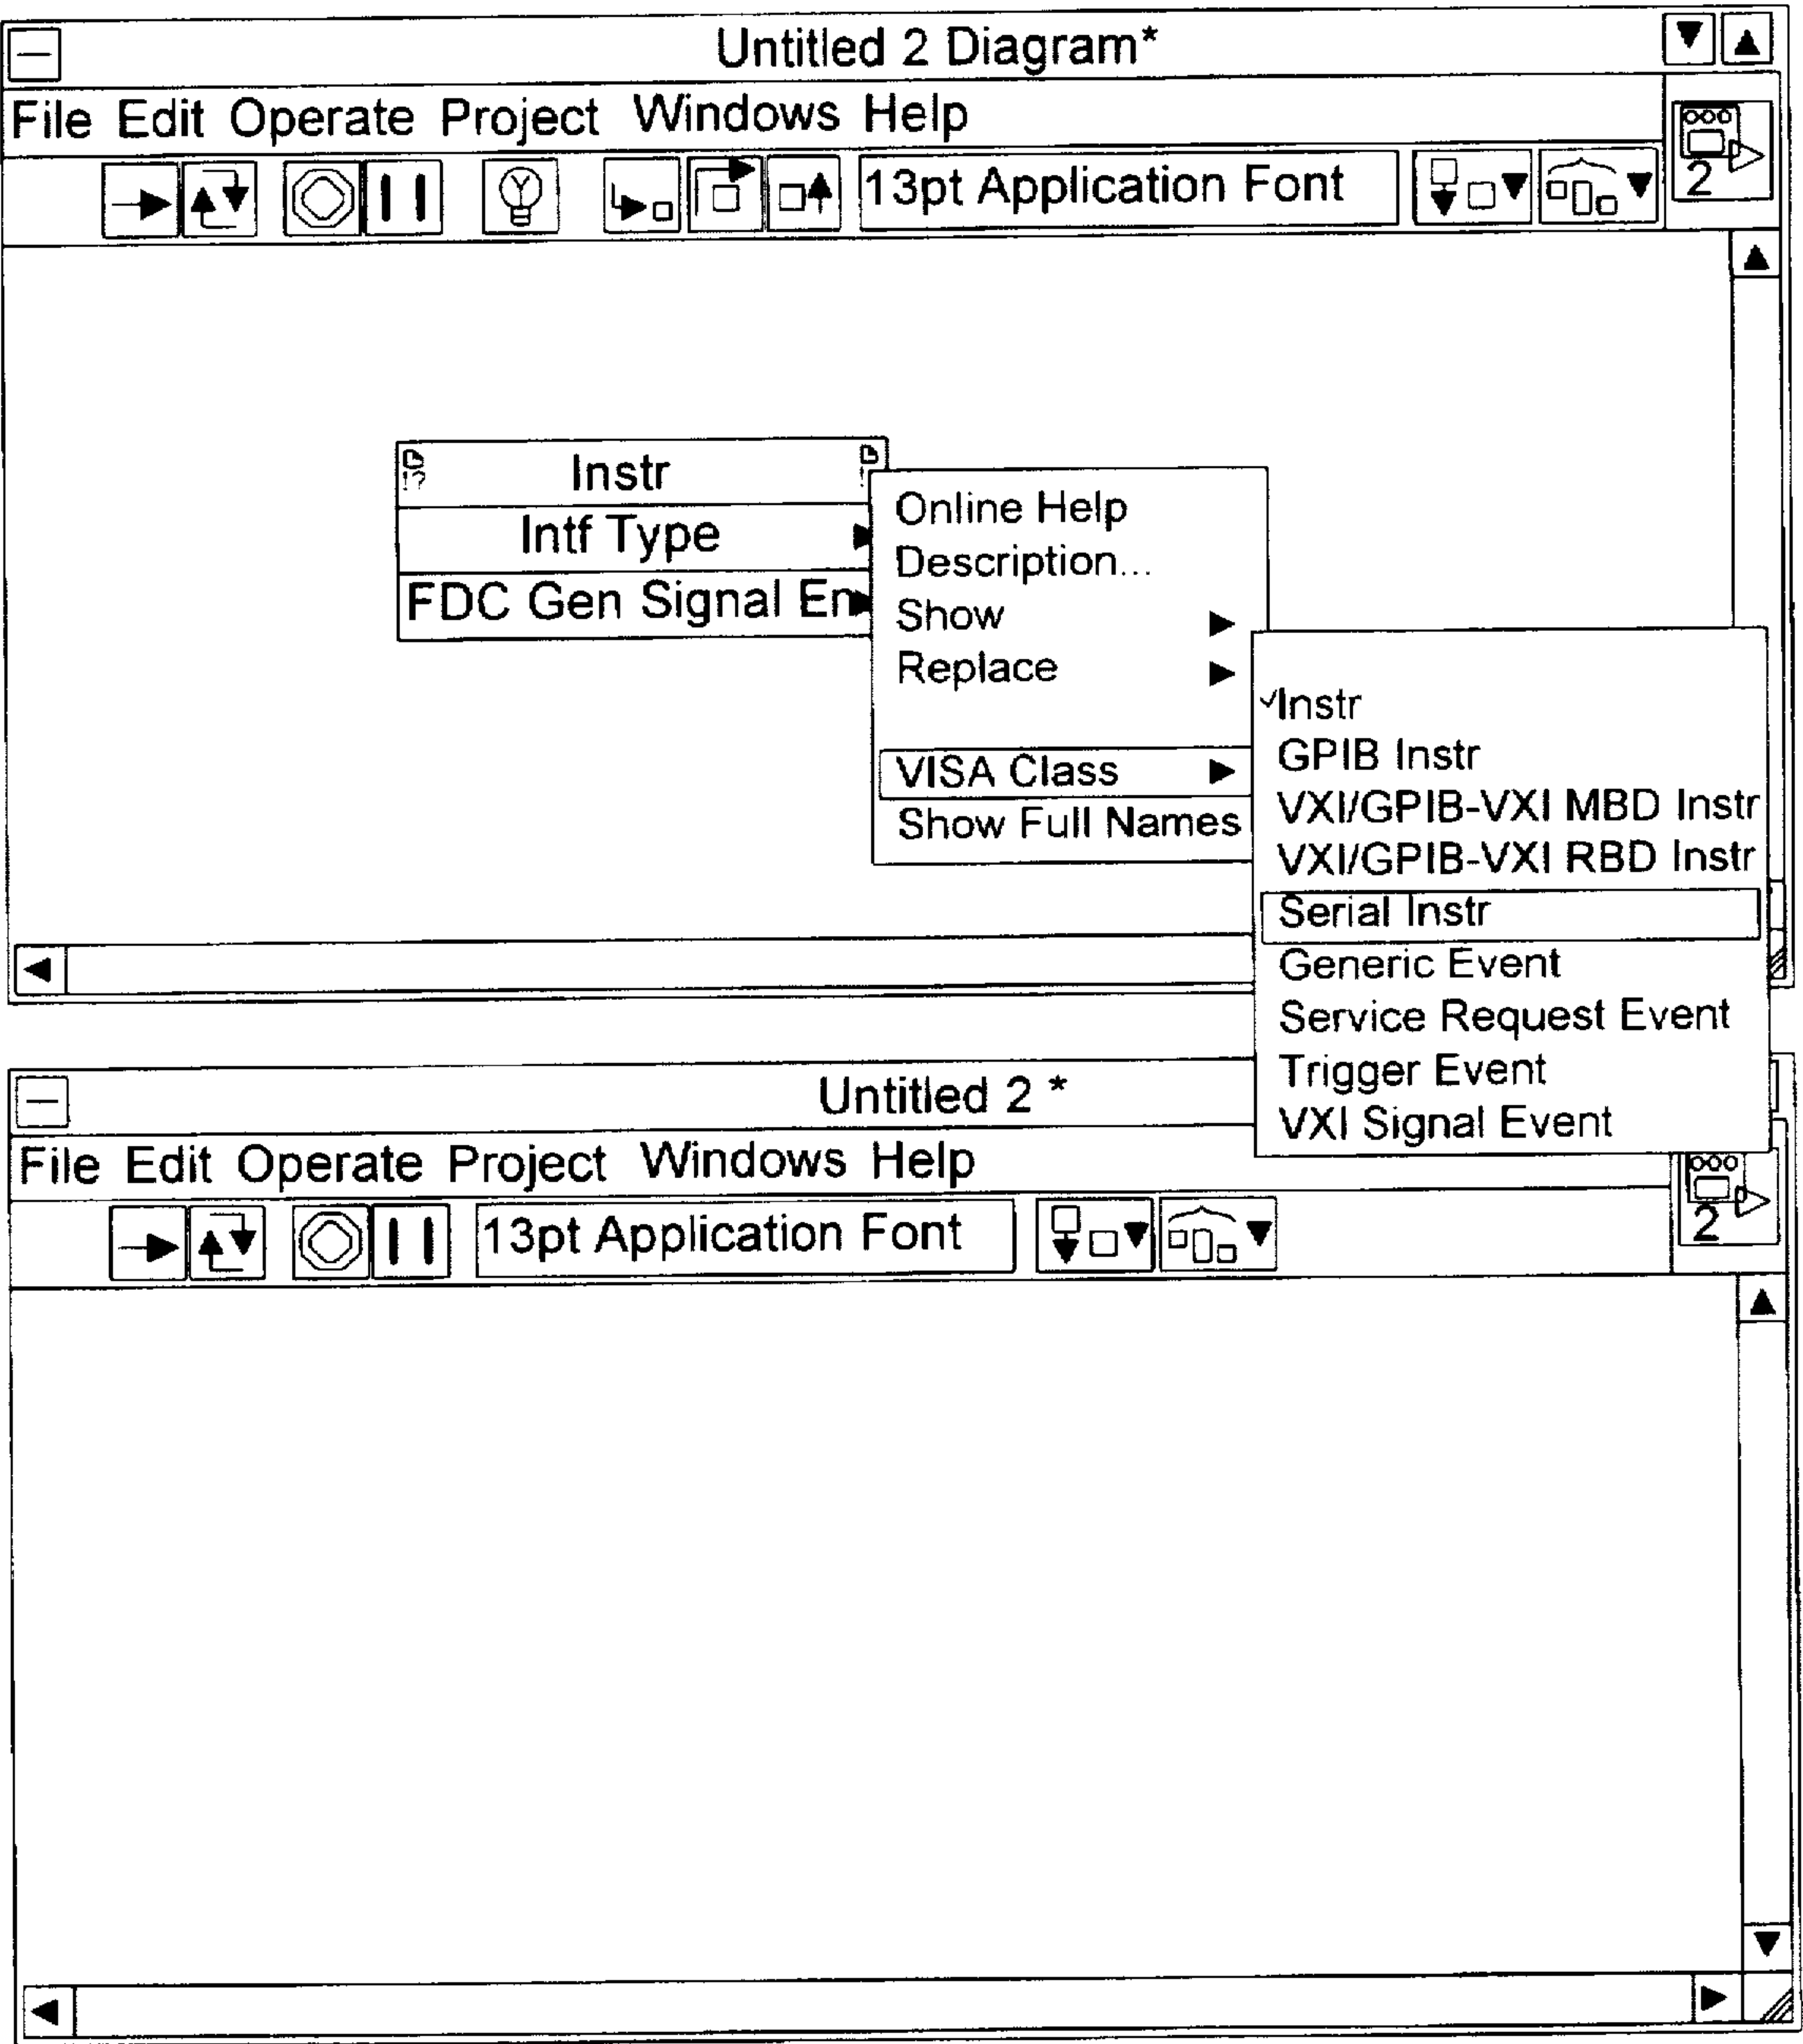 Untitled 2 Diagram*
File Edit Operate Project Windows Help
13pt Application Font
2
Instr
Intf Type
FDC Gen Signal En
Online Help
Description...
Show
Replace
VISA Class
Show Full Names
Instr
GPIB Instr
VXI/GPIB-VXI MBD Instr
VXI/GPIB-VXI RBD Instr
Serial Instr
Generic Event
Service Request Event
Trigger Event
VXI Signal Event
Untitled 2 *
File Edit Operate Project Windows Help
13pt Application Font
2